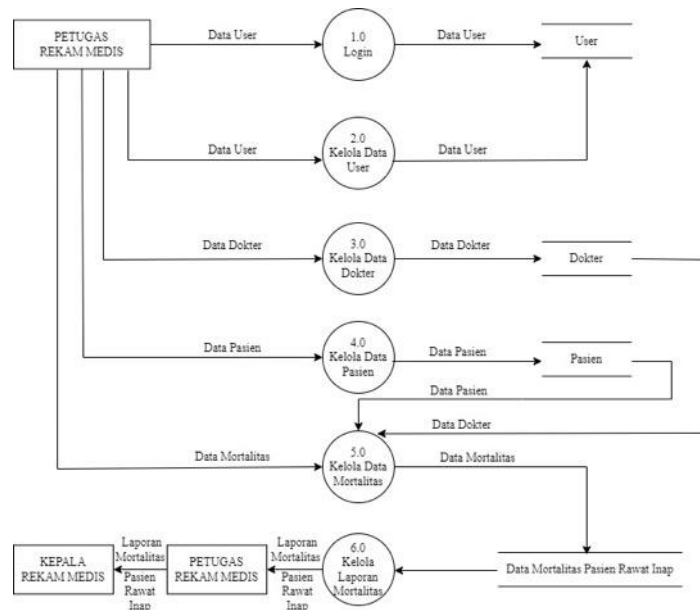 PETUGAS
REKAM MEDIS
Data User
1.0
Login
Data User
User
Data User
2.0
Kelola Data
User
Data User
Data Dokter
3.0
Kelola Data
Dokter
Data Dokter
Dokter
Data Pasien
4.0
Kelola Data
Pasien
Data Pasien
Pasien
Data Pasien
Data Dokter
Data Mortalitas
5.0
Kelola Data
Mortalitas
Data Mortalitas
KEPALA
REKAM MEDIS
Laporan
Mortalitas
Pasien
Rawat
Inap
PETUGAS
REKAM MEDIS
Laporan
Mortalitas
Pasien
Rawat
Inap
6.0
Kelola
Laporan
Mortalitas
Data Mortalitas Pasien Rawat Inap